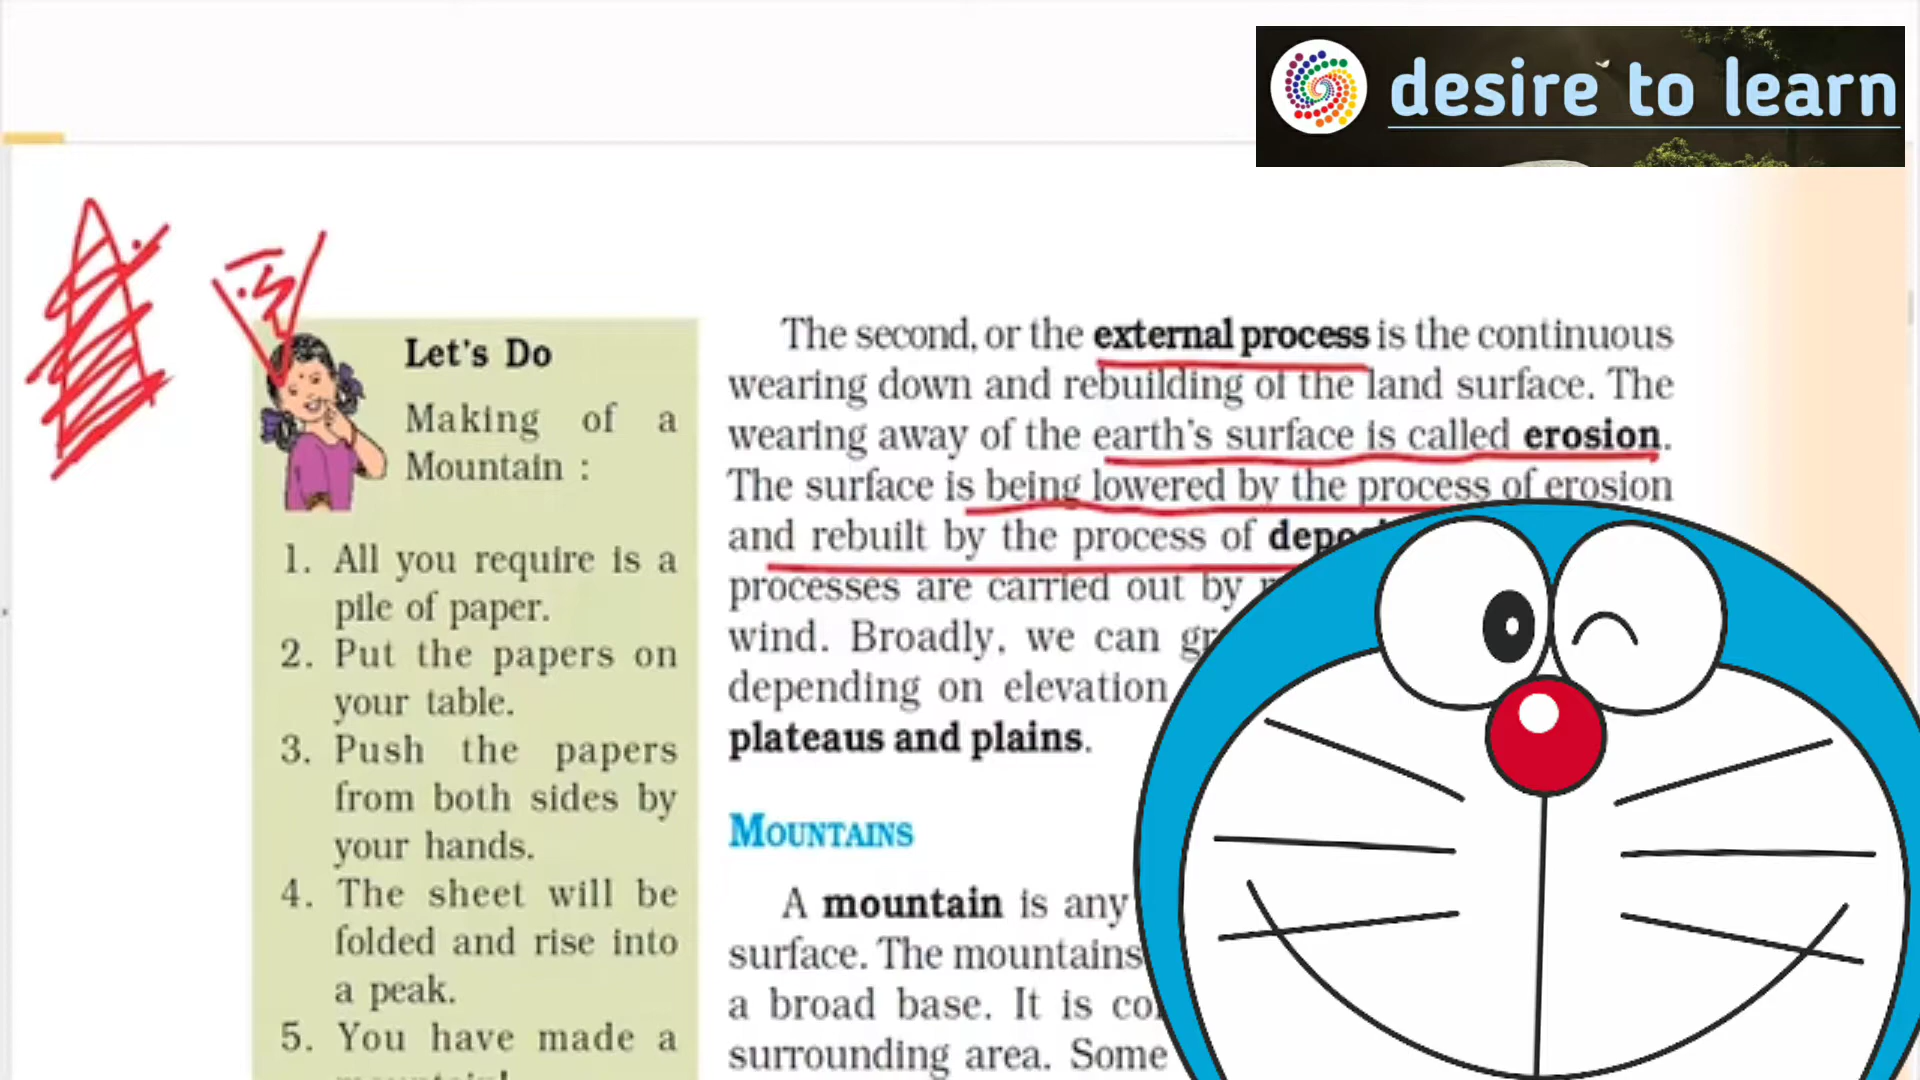 desire to learn
Let's Do
Making of a
Mountain :
1. All you require is a
pile of paper.
2. Put the papers on
your table.
3. Push the papers
from both sides by
your hands.
4. The sheet will be
folded and rise into
a peak.
5. You have made a
The second, or the external process is the continuous
wearing down and rebuilding of the land surface. The
wearing away of the earth's surface is called erosion.
The surface is being lowered by the process of erosion
and rebuilt by the process of
processes are carried out by
wind. Broadly, we can
depending on elevation
plateaus and plains.
MOUNTAINS
A mountain is any
surface. The mountains
a broad base. It is
surrounding area. Some